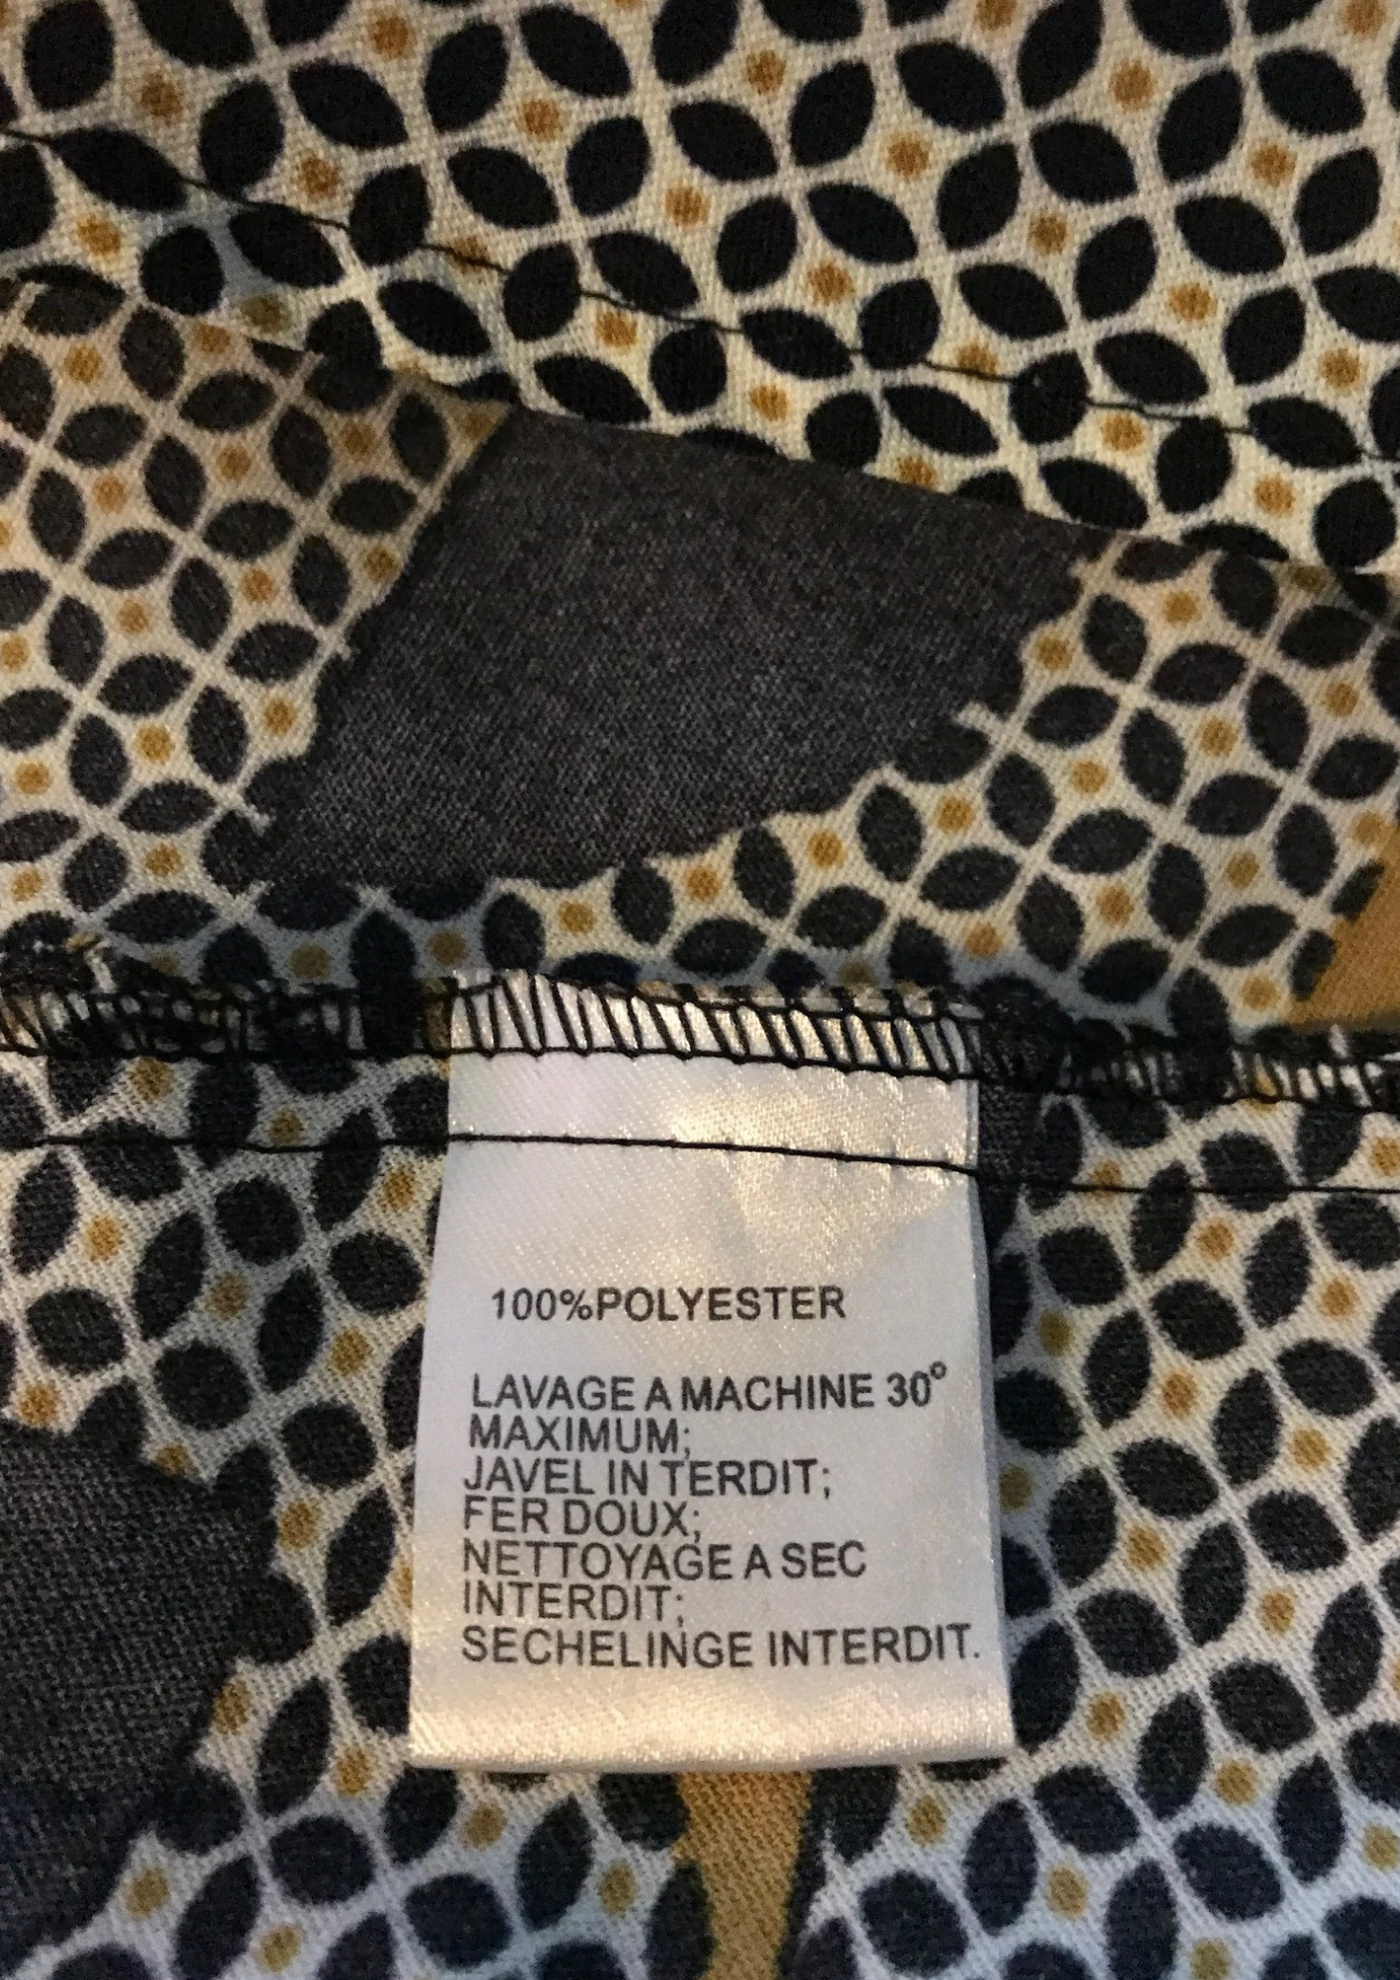 100%POLYESTER
LAVAGE A MACHINE 30°
MAXIMUM;
JAVEL IN TERDIT;
FER DOUX;
NETTOYAGE A SEC
INTERDIT;
SECHELINGE INTERDIT.